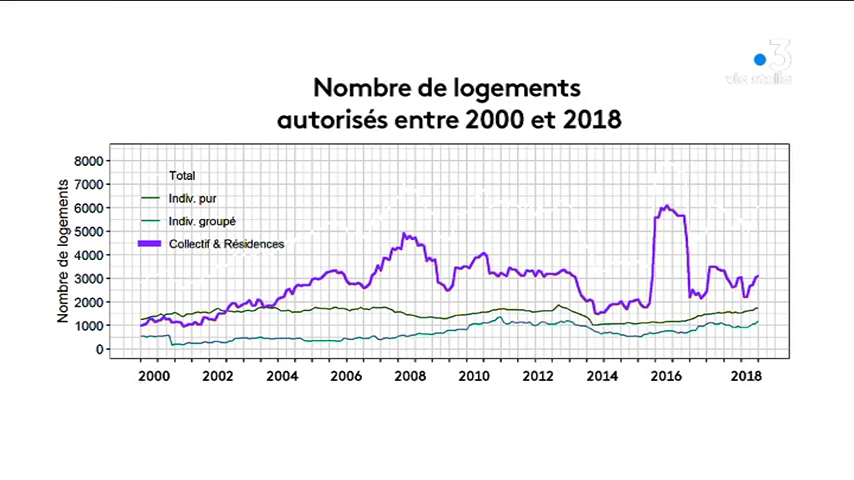 3
via stella
Nombre de logements
autorisés entre 2000 et 2018
Nombre de logements
8000
7000
6000
5000
4000
3000
2000
1000
0
Total
Indiv. pur
Indiv. groupé
Collectif & Résidences
2000 2002 2004 2006 2008 2010 2012 2014 2016 2018